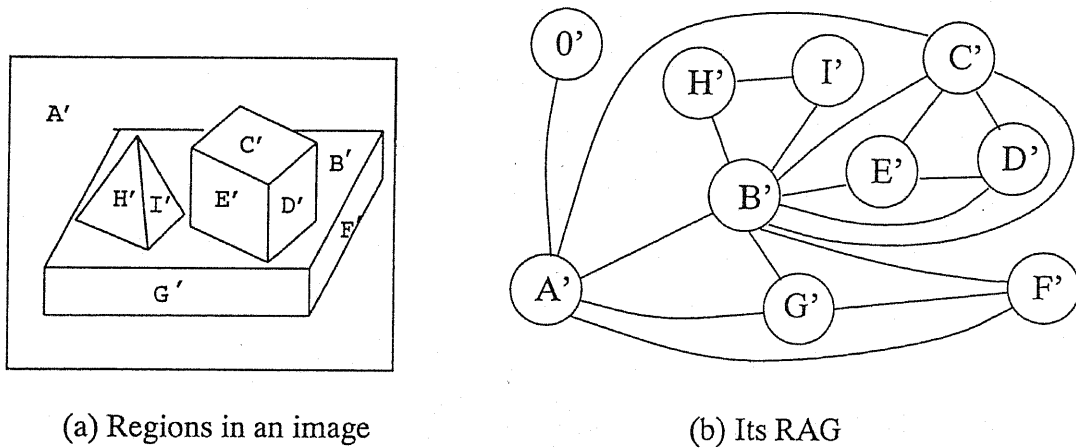 A'
C'
B'
H'
I'
E'
D'
F'
G'
0'
C'
H'
I'
E'
D'
B'
A'
G'
F'
(a) Regions in an image
(b) Its RAG